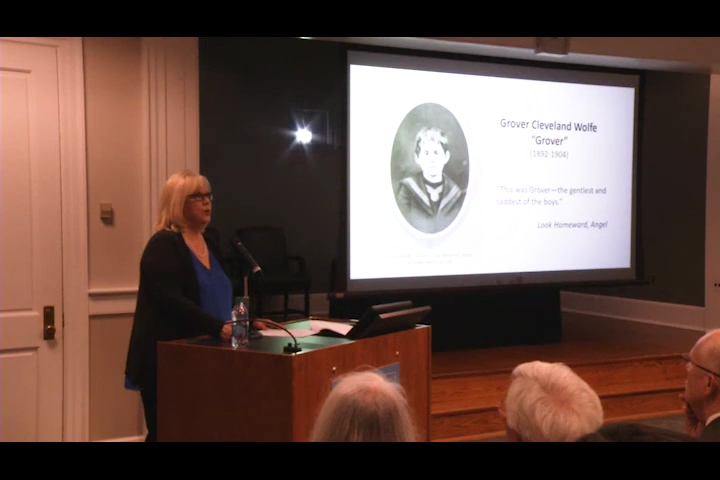 Grover Cleveland Wolfe
"Grover"
(1892-1904)
"This was Grover—the gentlest and
saddest of the boys."
Look Homeward, Angel